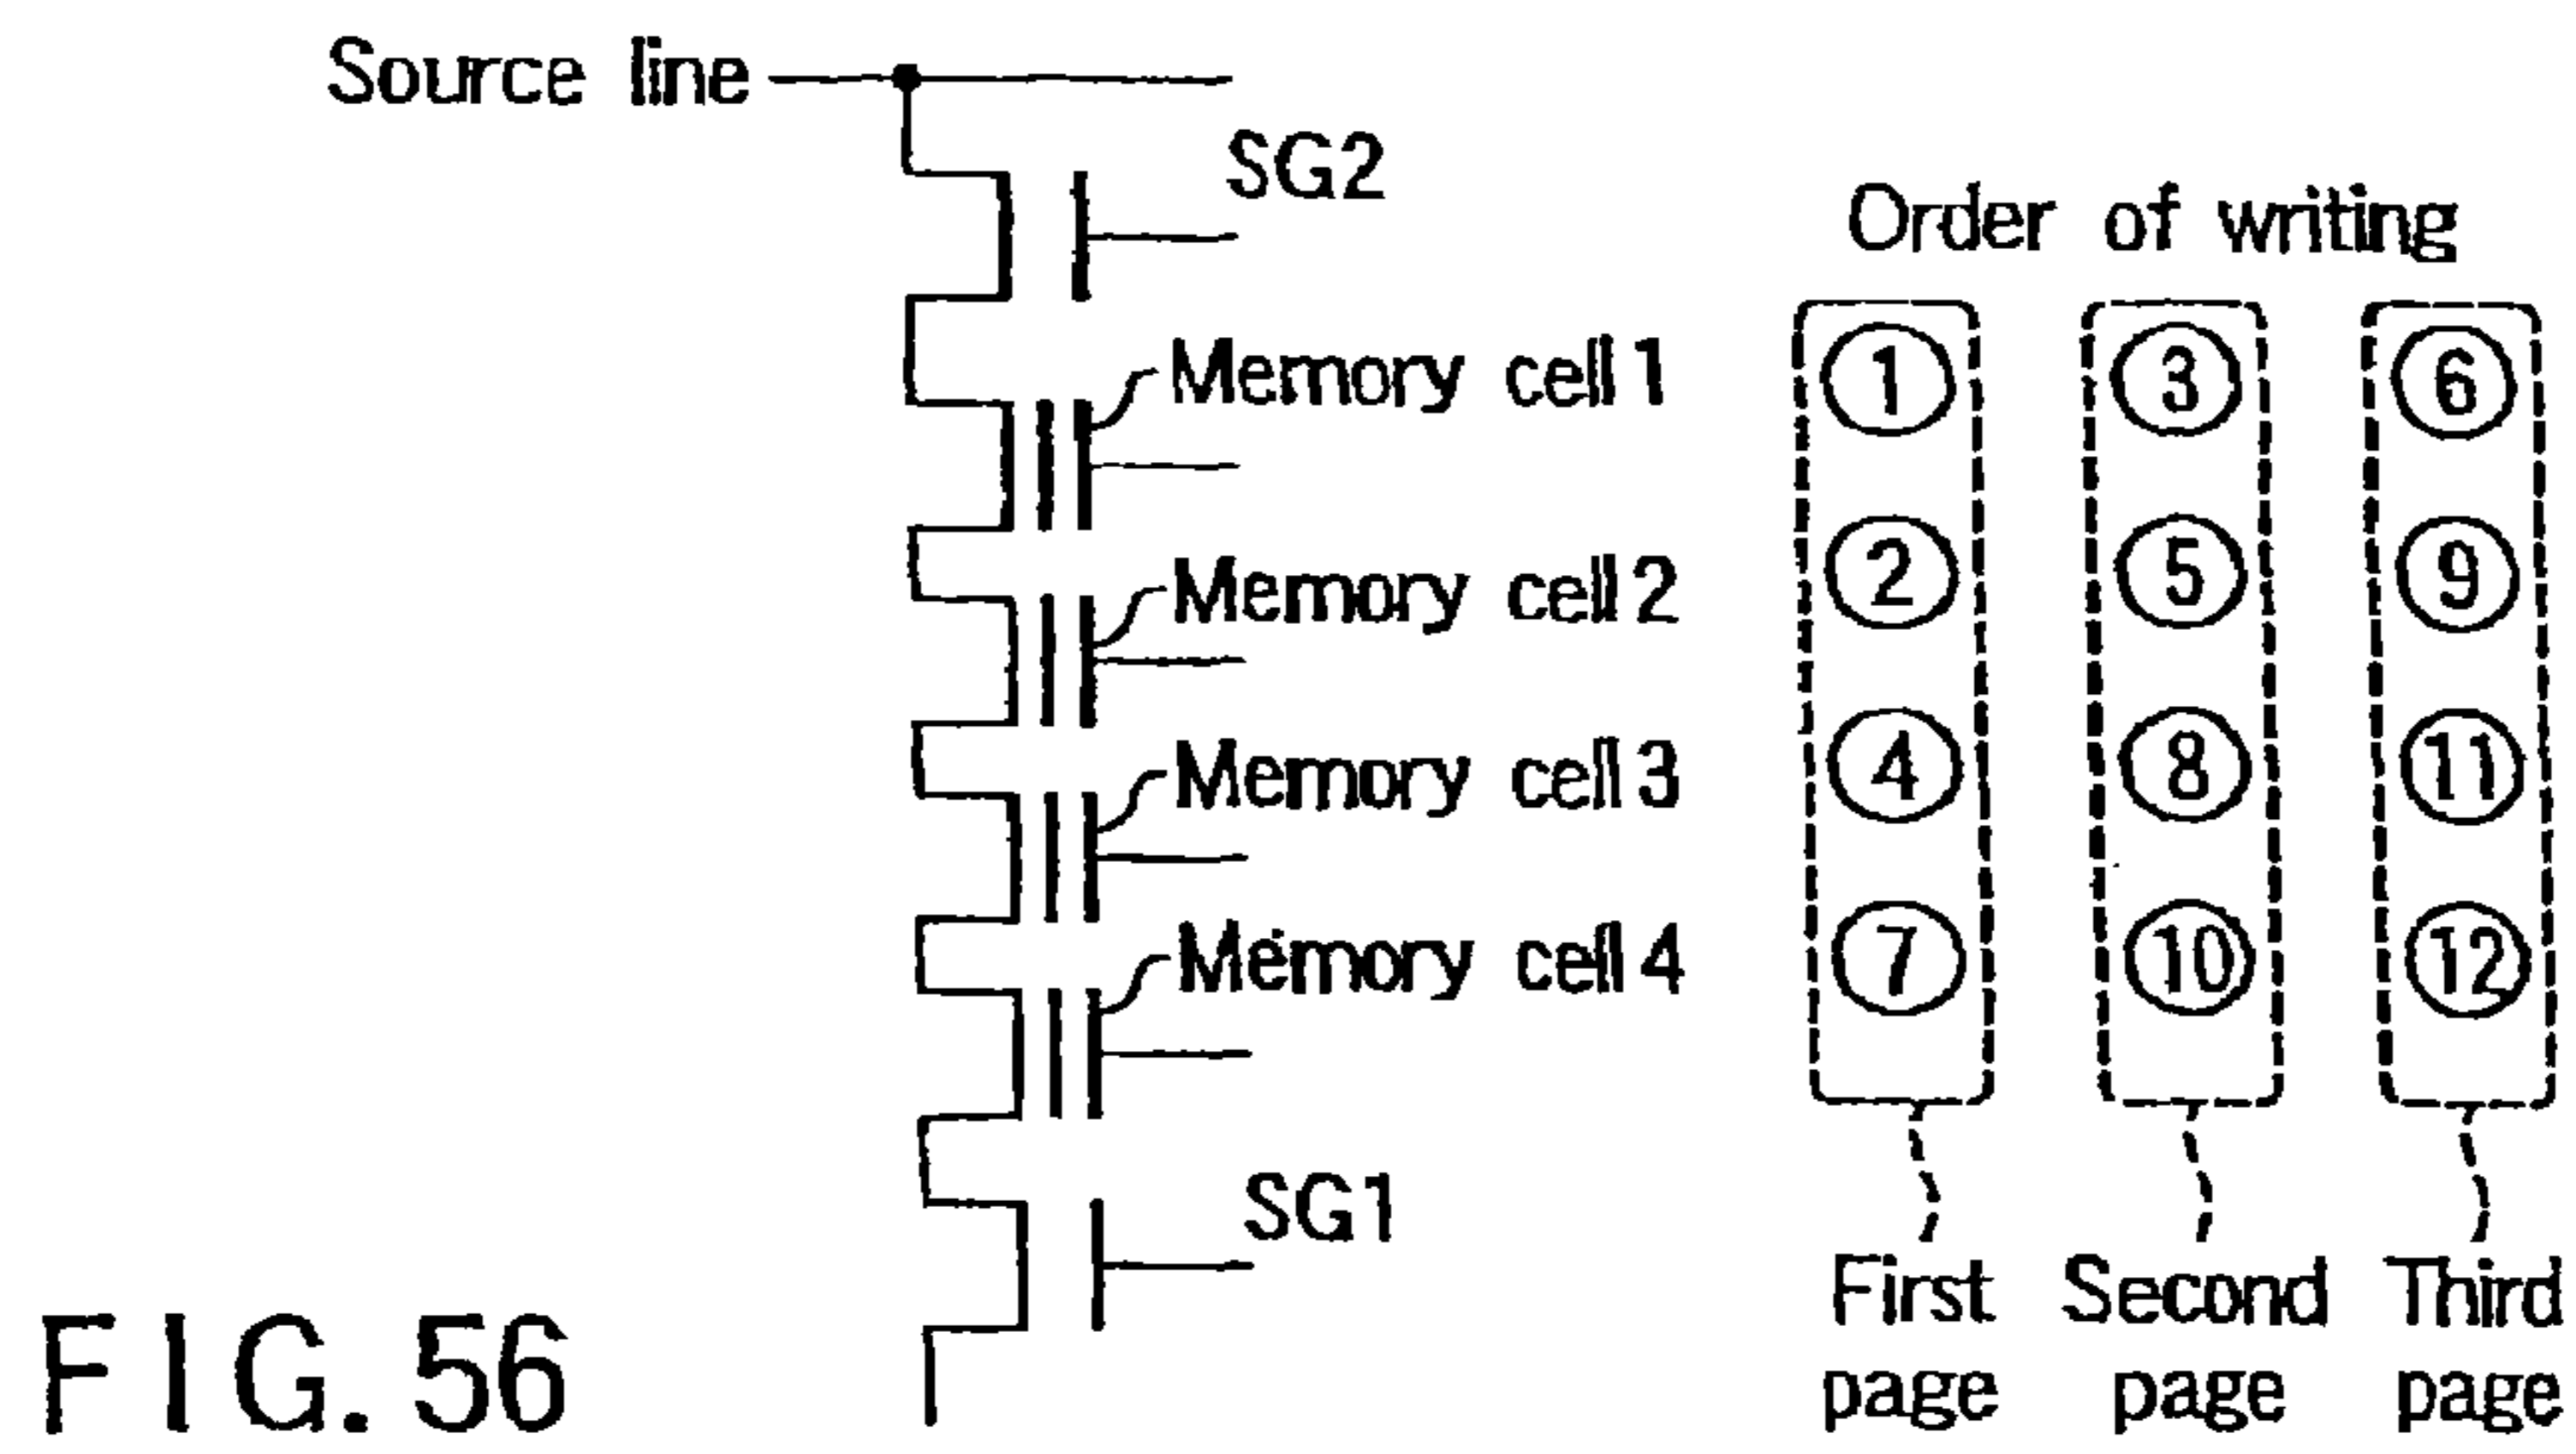 Source line
SG2
Order of writing
Memory cell 1 1 3 6
Memory cell 2 2 5 9
Memory cell 3 4 8 11
Memory cell 4 7 10 12
SG1
First page Second page Third page
FIG. 56